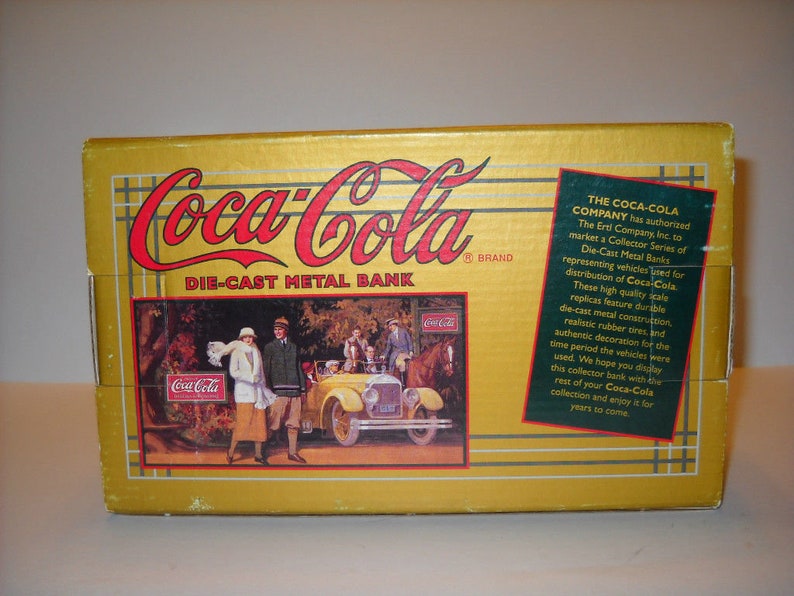 Coca-Cola
® BRAND
DIE-CAST METAL BANK
Coca-Cola
Coca-Cola
THE COCA-COLA
COMPANY has authorized
The Ertl Company, Inc. to
market a Collector Series of
Die-Cast Metal Banks
representing vehicles used for
distribution of Coca-Cola.
These high quality scale
replicas feature durable
die-cast metal construction,
realistic rubber tires, and
authentic decoration for the
time period the vehicles were
used. We hope you display
this collector bank with the
rest of your Coca-Cola
collection and enjoy it for
years to come.